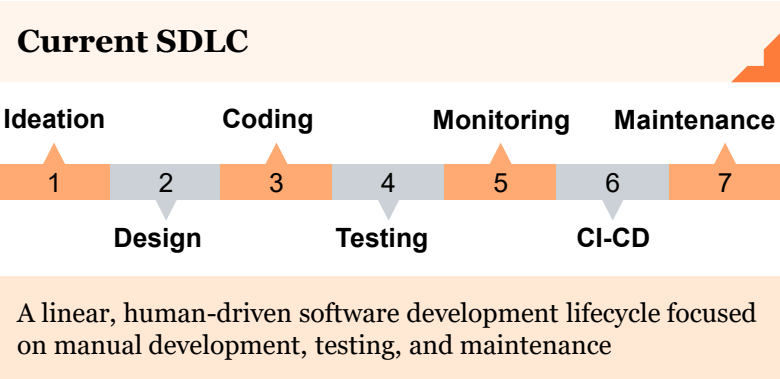 Current SDLC
Ideation Coding Monitoring Maintenance
1 2 3 4 5 6 7
Design Testing CI-CD
A linear, human-driven software development lifecycle focused
on manual development, testing, and maintenance